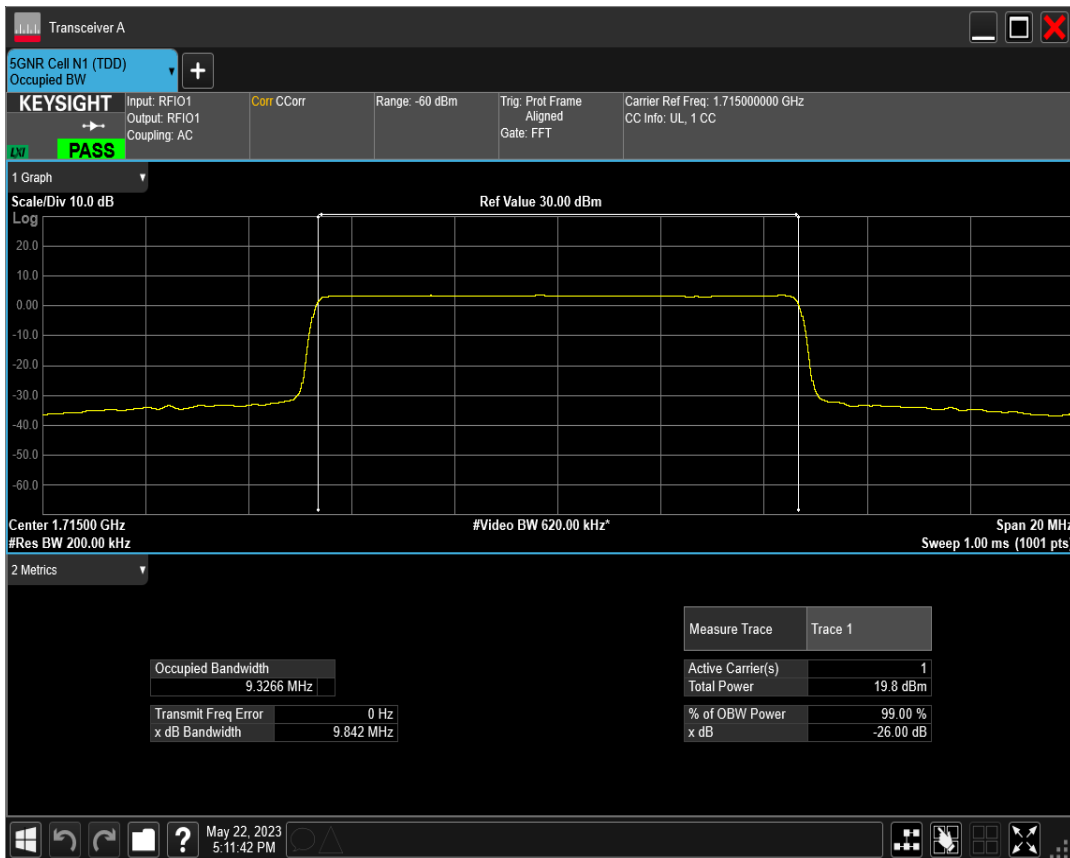 Transceiver A
5GNR Cell N1 (TDD)
Occupied BW
KEYSIGHT
LXI
PASS
Input: RFIO1
Output: RFIO1
Coupling: AC
Corr CCorr
Range: -60 dBm
Trig: Prot Frame
Aligned
Gate: FFT
Carrier Ref Freq: 1.715000000 GHz
CC Info: UL, 1 CC
1 Graph
Scale/Div 10.0 dB
Ref Value 30.00 dBm
Log
20.0
10.0
0.00
-10.0
-20.0
-30.0
-40.0
-50.0
-60.0
Center 1.71500 GHz
#Video BW 620.00 kHz*
Span 20 MHz
#Res BW 200.00 kHz
Sweep 1.00 ms (1001 pts)
2 Metrics
Measure Trace Trace 1
Occupied Bandwidth
9.3266 MHz
Active Carrier(s) 1
Total Power 19.8 dBm
Transmit Freq Error 0 Hz
x dB Bandwidth 9.842 MHz
% of OBW Power 99.00 %
x dB -26.00 dB
?
May 22, 2023
5:11:42 PM